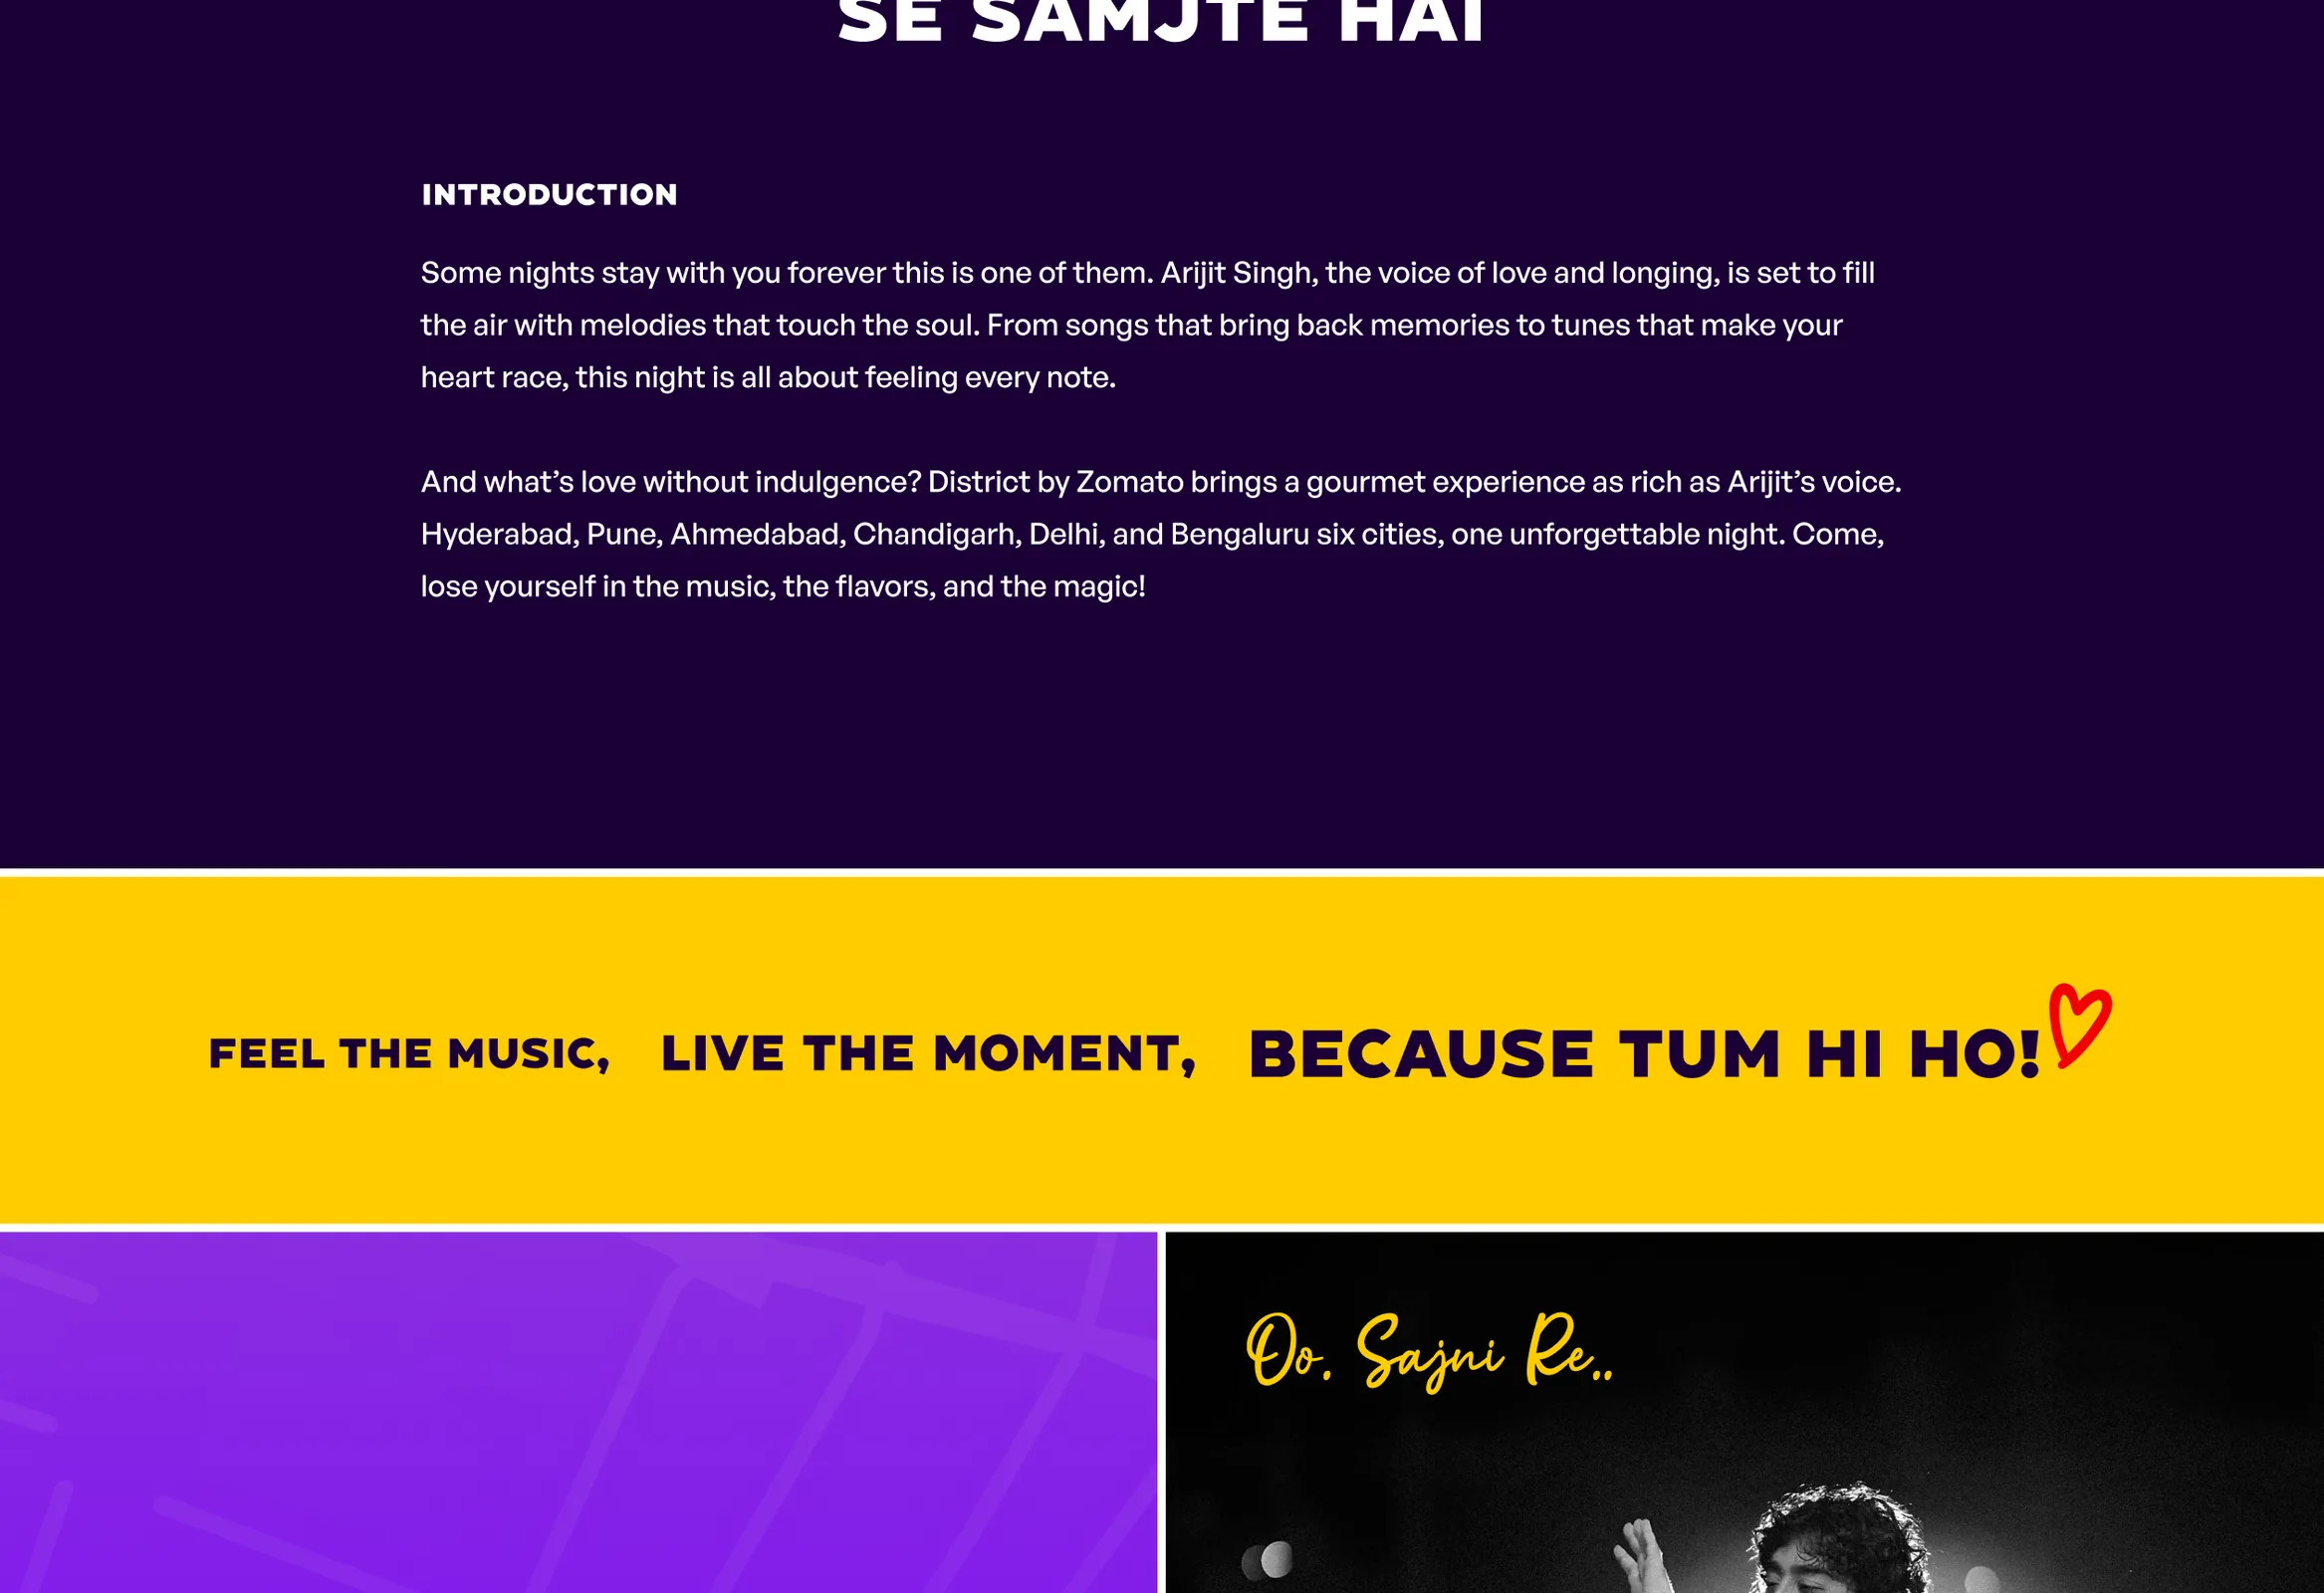 SE SAMJTE HAI
INTRODUCTION
Some nights stay with you forever this is one of them. Arijit Singh, the voice of love and longing, is set to fill
the air with melodies that touch the soul. From songs that bring back memories to tunes that make your
heart race, this night is all about feeling every note.
And what’s love without indulgence? District by Zomato brings a gourmet experience as rich as Arijit’s voice.
Hyderabad, Pune, Ahmedabad, Chandigarh, Delhi, and Bengaluru six cities, one unforgettable night. Come,
lose yourself in the music, the flavors, and the magic!
FEEL THE MUSIC, LIVE THE MOMENT, BECAUSE TUM HI HO!
Oo. Sajni Re..